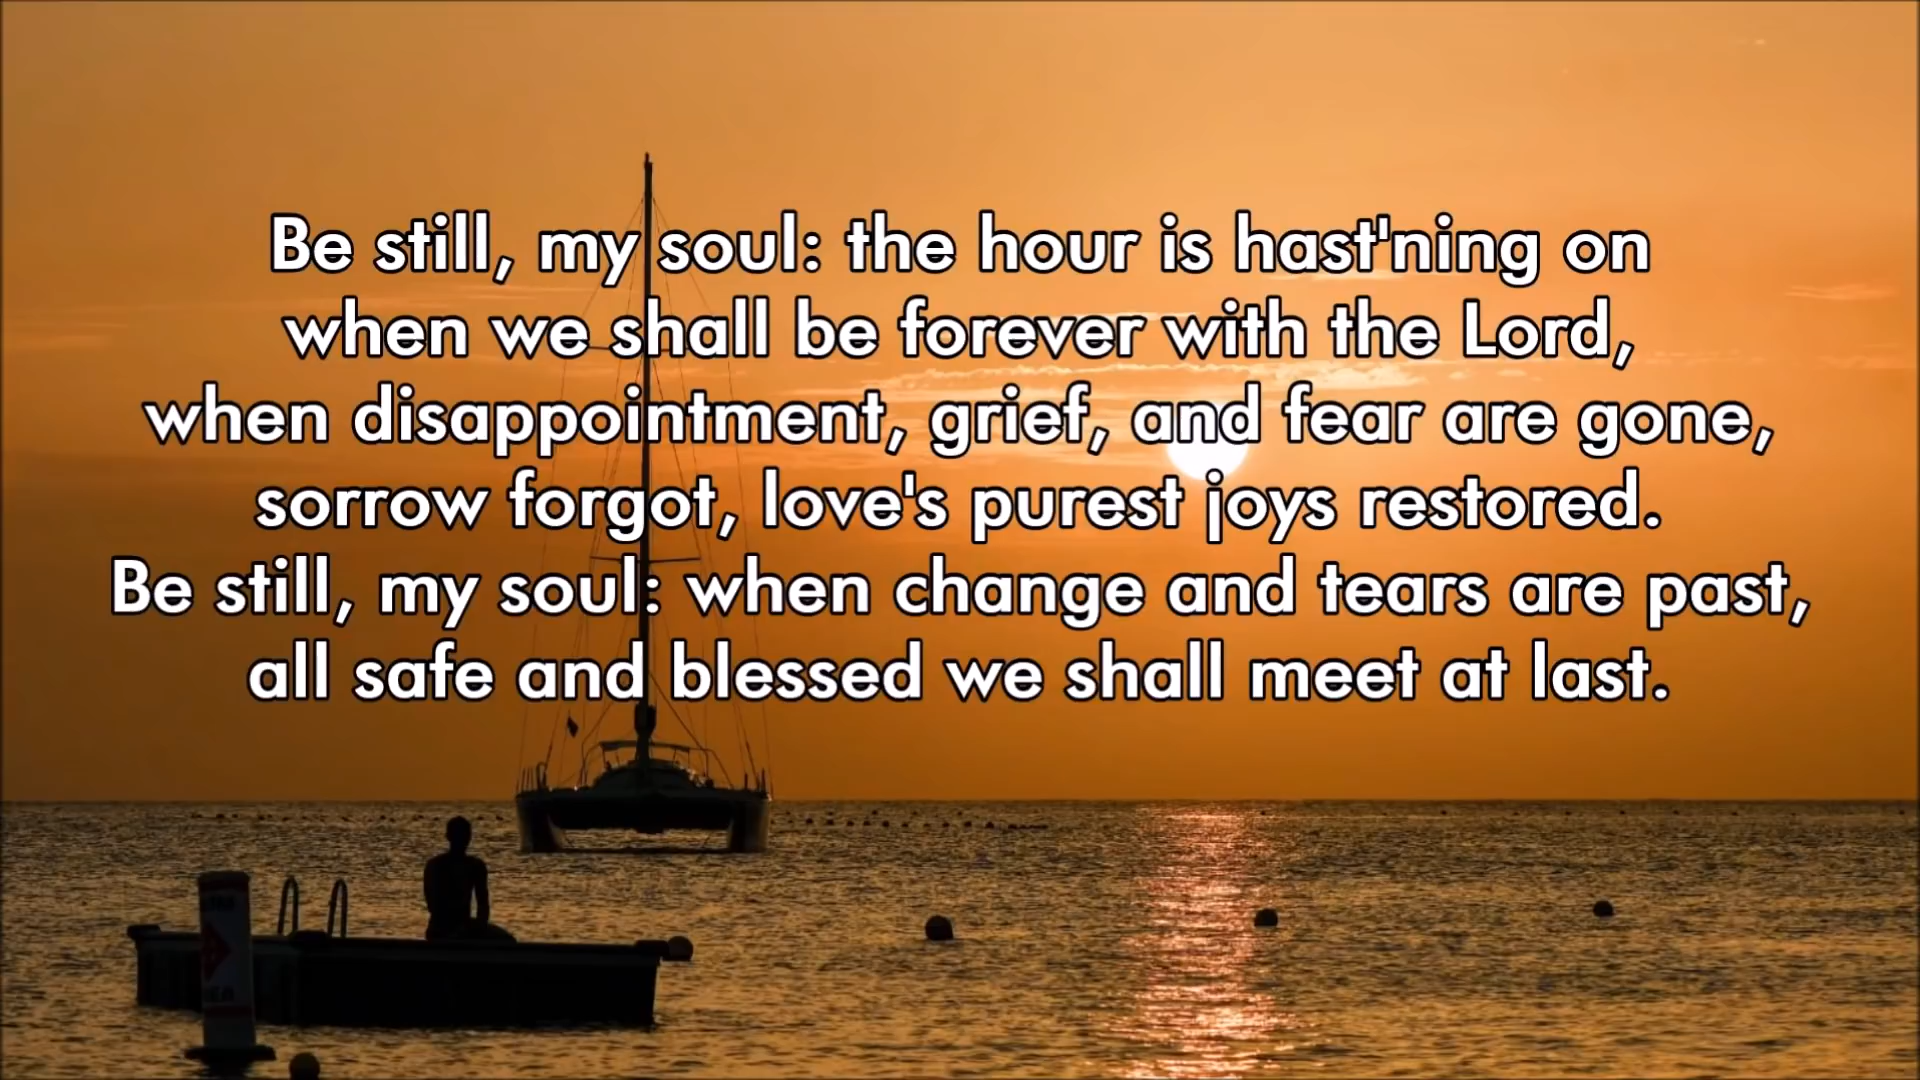 Be still, my soul: the hour is hast'ning on
when we shall be forever with the Lord,
when disappointment, grief, and fear are gone,
sorrow forgot, love's purest joys restored.
Be still, my soul: when change and tears are past,
all safe and blessed we shall meet at last.